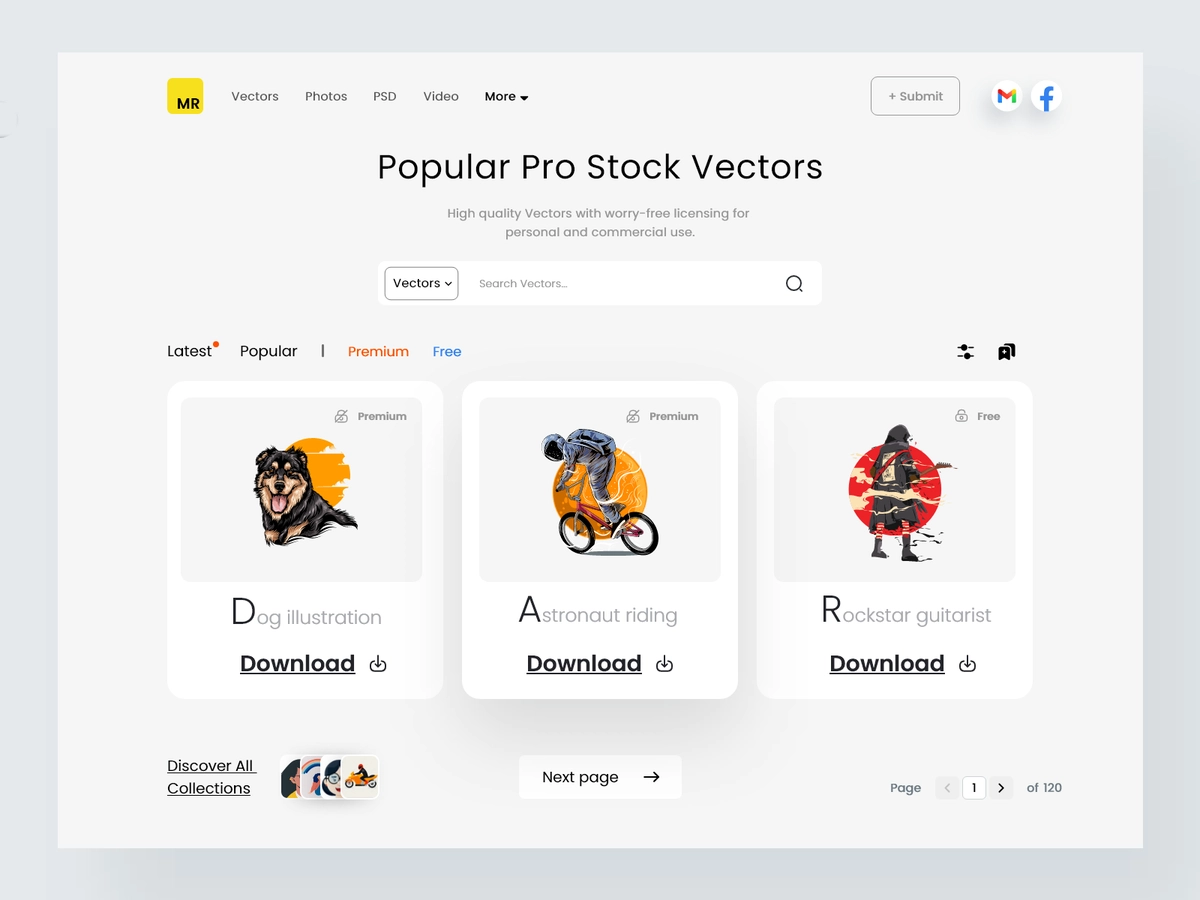 MR
Vectors Photos PSD Video More
+ Submit
Popular Pro Stock Vectors
High quality Vectors with worry-free licensing for
personal and commercial use.
Vectors
Search Vectors...
Latest Popular | Premium Free
Premium
Premium
Free
Dog illustration
Astronaut riding
Rockstar guitarist
Download
Download
Download
Discover All
Collections
Next page
Page 1 of 120